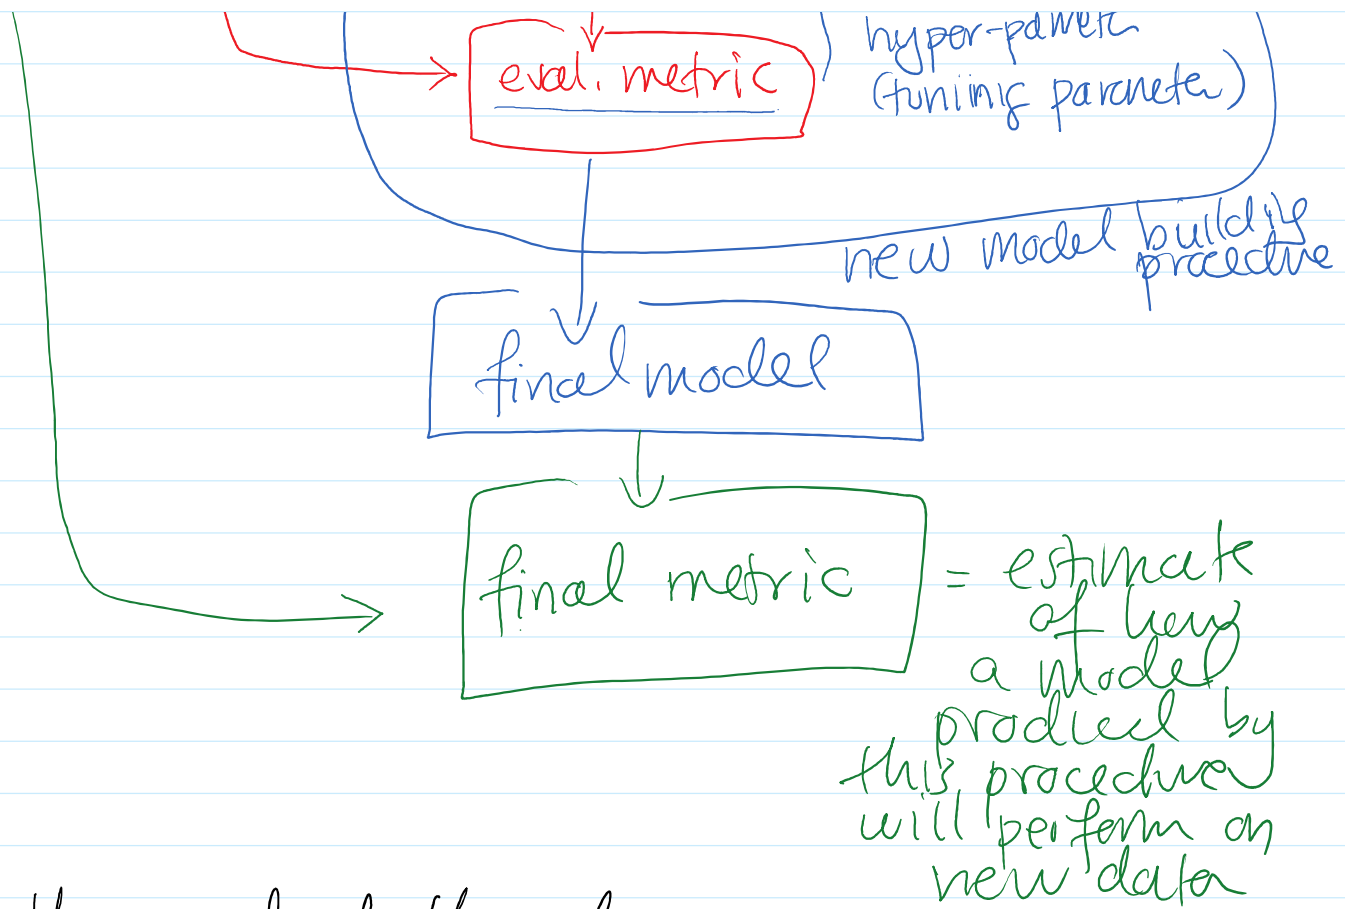 hyper-parameter
eval. metric
(tuning parameter)
new model building
procedure
final model
final metric
= estimate
of how
a model
produced by
this procedure
will perform on
new data